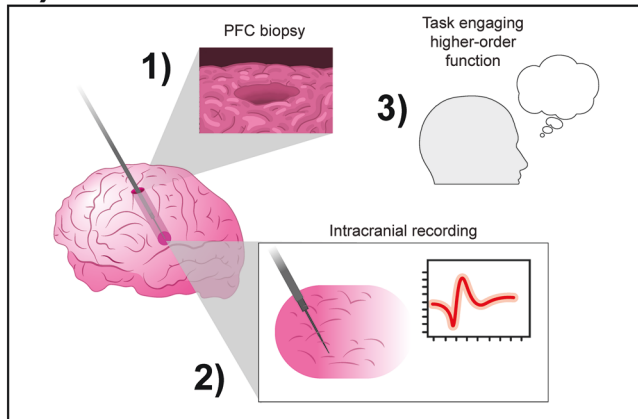 PFC biopsy
1)
Task engaging
higher-order
function
3)
Intracranial recording
2)